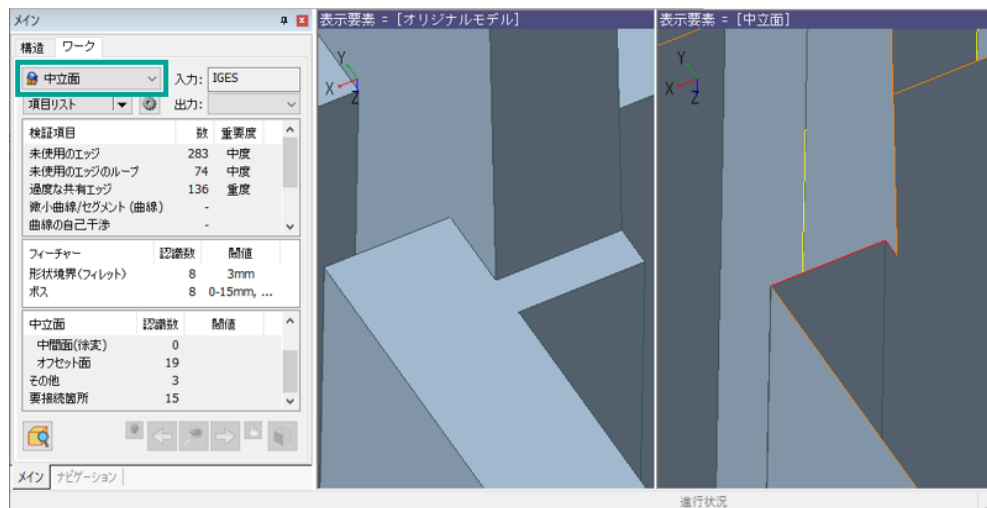 メイン
構造 ワーク
中立面 入力: IGES
項目リスト 出力:
検証項目 数 重要度
未使用のエッジ 283 中度
未使用のエッジのループ 74 中度
過度な共有エッジ 136 重度
微小曲線/セグメント (曲線) -
曲線の自己干渉 -
フィーチャー 認識数 閾値
形状境界(フィレット) 8 3mm
ボス 8 0-15mm, ...
中立面 認識数 閾値
中間面(徐変) 0
オフセット面 19
その他 3
要接続箇所 15
メイン ナビゲーション
表示要素 = [オリジナルモデル]
Y
X
Z
表示要素 = [中立面]
Y
X
Z
進行状況